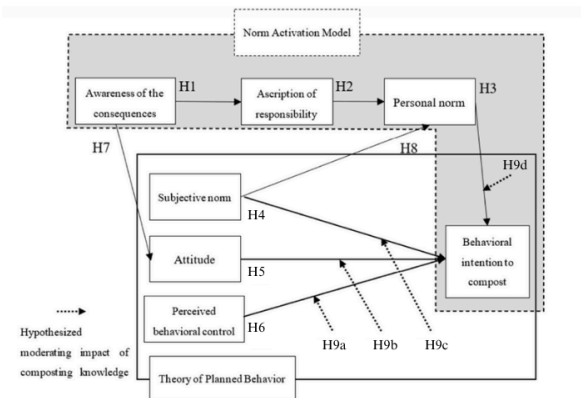 Norm Activation Model
Awareness of the
consequences
H1
Ascription of
responsibility
H2
Personal norm
H3
H7
H8
H9d
Subjective norm
H4
Attitude
H5
Behavioral
intention to
compost
Perceived
behavioral control
H6
H9a
H9b
H9c
Hypothesized
moderating impact of
composting knowledge
Theory of Planned Behavior